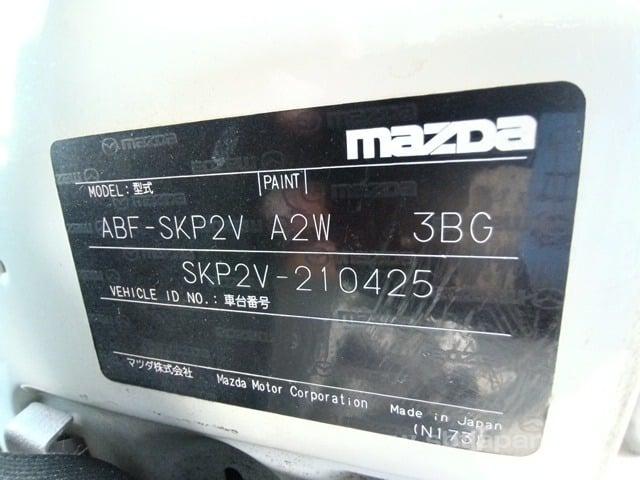 mazda
MODEL:型式 PAINT
ABF-SKP2V A2W 3BG
SKP2V-210425
VEHICLE ID NO.:車台番号
マツダ株式会社 Mazda Motor Corporation Made in Japan
(N173)